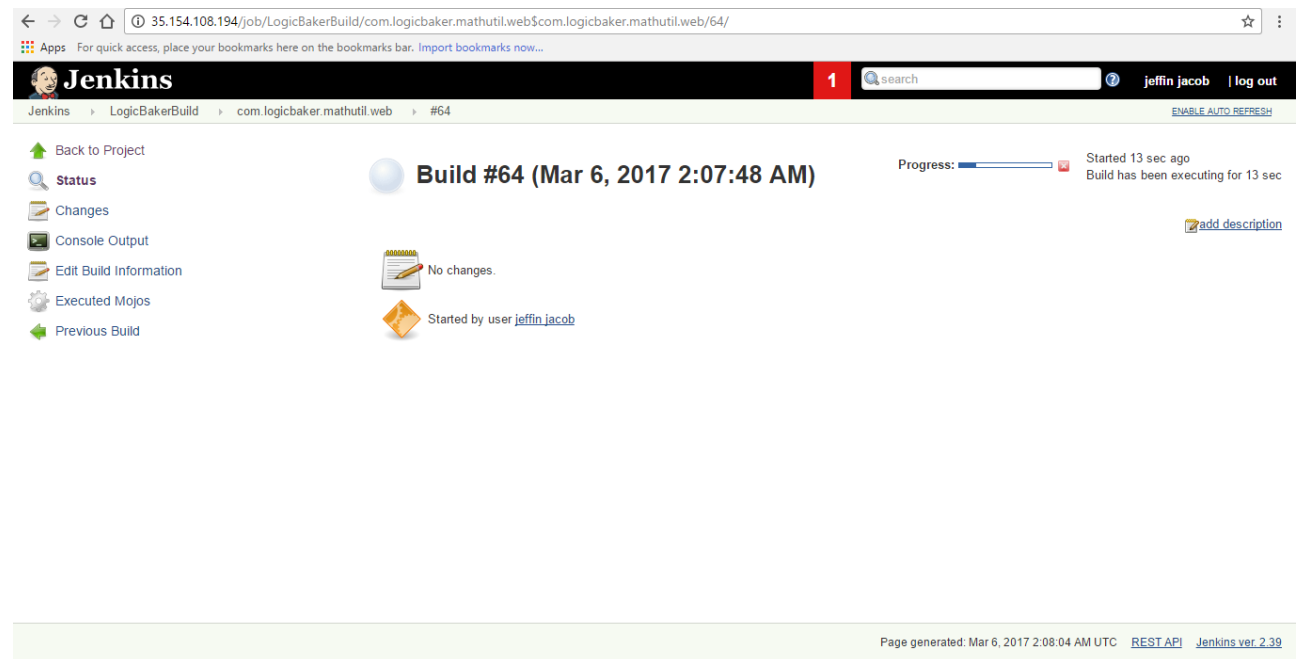 35.154.108.194/job/LogicBakerBuild/com.logicbaker.mathutil.web$com.logicbaker.mathutil.web/64/
Apps For quick access, place your bookmarks here on the bookmarks bar. Import bookmarks now...
Jenkins 1 search jeffin jacob | log out
Jenkins LogicBakerBuild com.logicbaker.mathutil.web #64 ENABLE AUTO REFRESH
Back to Project
Status
Changes
Console Output
Edit Build Information
Executed Mojos
Previous Build
Build #64 (Mar 6, 2017 2:07:48 AM)
Progress:
Started 13 sec ago
Build has been executing for 13 sec
add description
No changes.
Started by user jeffin jacob
Page generated: Mar 6, 2017 2:08:04 AM UTC REST API Jenkins ver. 2.39